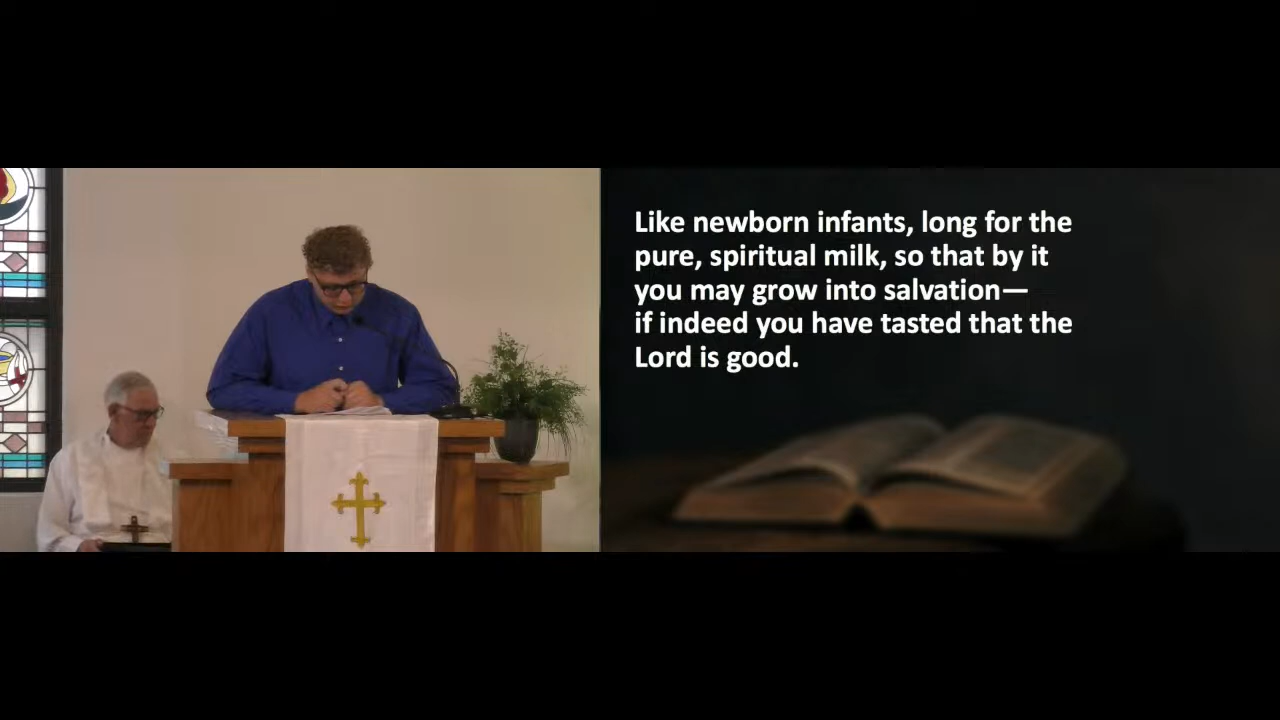 Like newborn infants, long for the
pure, spiritual milk, so that by it
you may grow into salvation—
if indeed you have tasted that the
Lord is good.